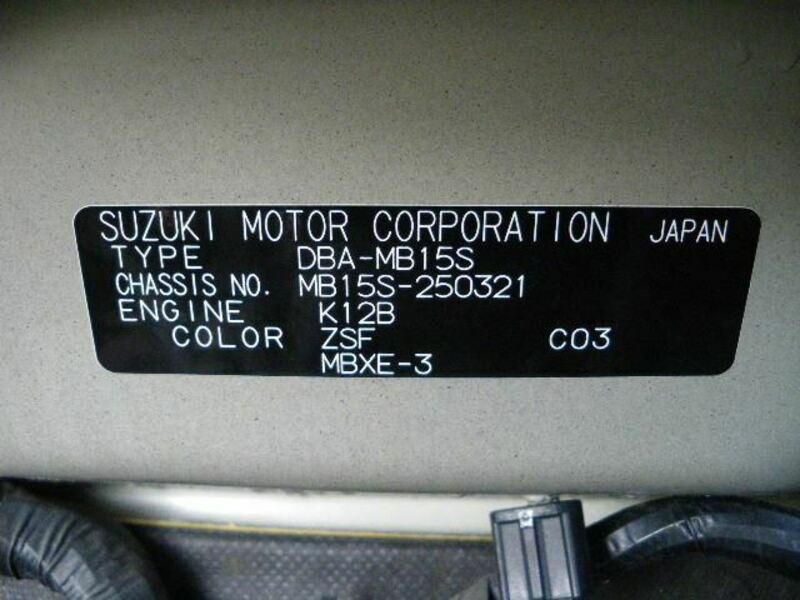 SUZUKI MOTOR CORPORATION JAPAN
TYPE DBA-MB15S
CHASSIS NO. MB15S-250321
ENGINE K12B
COLOR ZSF C03
MBXE-3